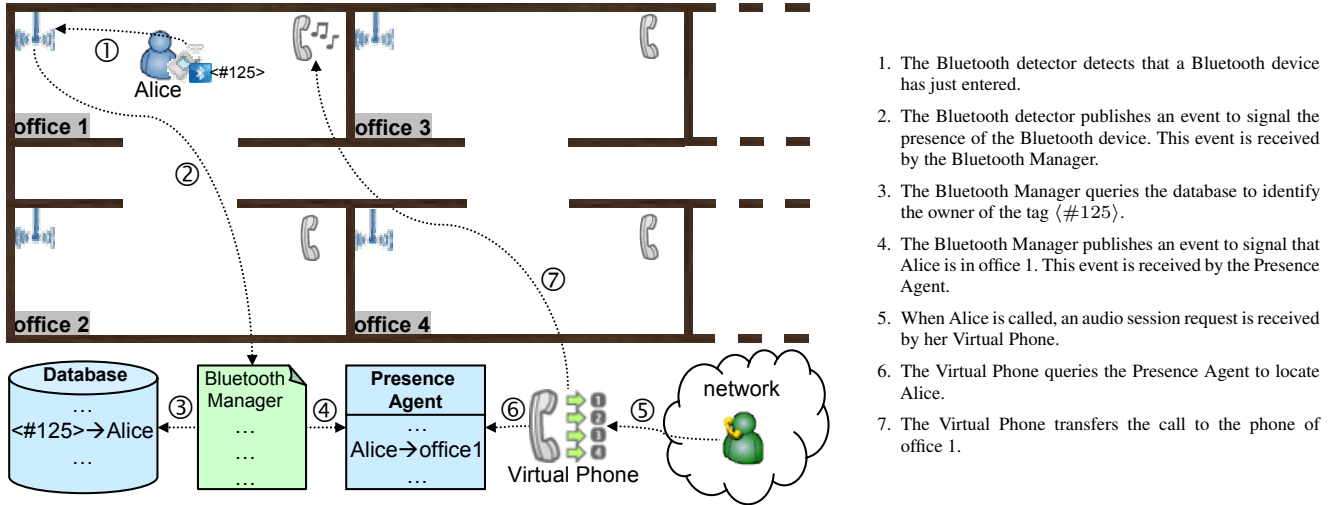 ①
<#125>
Alice
office 1
office 3
②
⑦
office 2
office 4
Database
…
<#125>→Alice
…
③
Bluetooth
Manager
…
…
…
④
Presence
Agent
…
Alice→office1
…
⑥
1
2
3
4
Virtual Phone
⑤
network
1. The Bluetooth detector detects that a Bluetooth device
has just entered.
2. The Bluetooth detector publishes an event to signal the
presence of the Bluetooth device. This event is received
by the Bluetooth Manager.
3. The Bluetooth Manager queries the database to identify
the owner of the tag ⟨#125⟩.
4. The Bluetooth Manager publishes an event to signal that
Alice is in office 1. This event is received by the Presence
Agent.
5. When Alice is called, an audio session request is received
by her Virtual Phone.
6. The Virtual Phone queries the Presence Agent to locate
Alice.
7. The Virtual Phone transfers the call to the phone of
office 1.